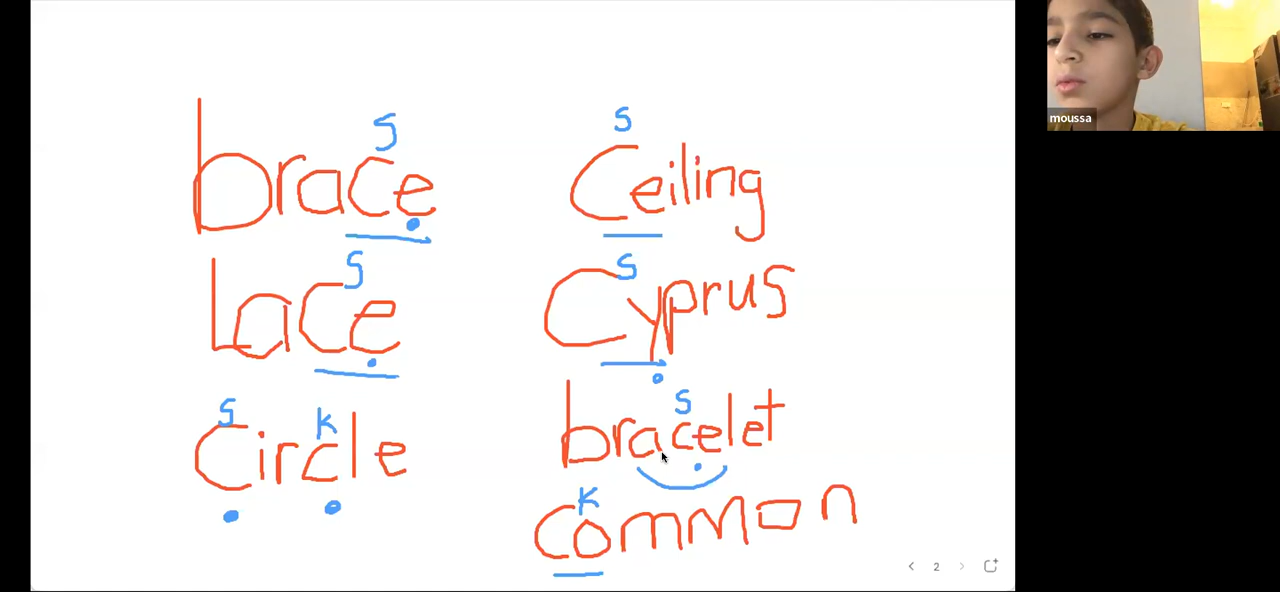 s
brace
s
lace
s k
Circle
s
Ceiling
s
Cyprus
s
bracelet
k
common
moussa
2